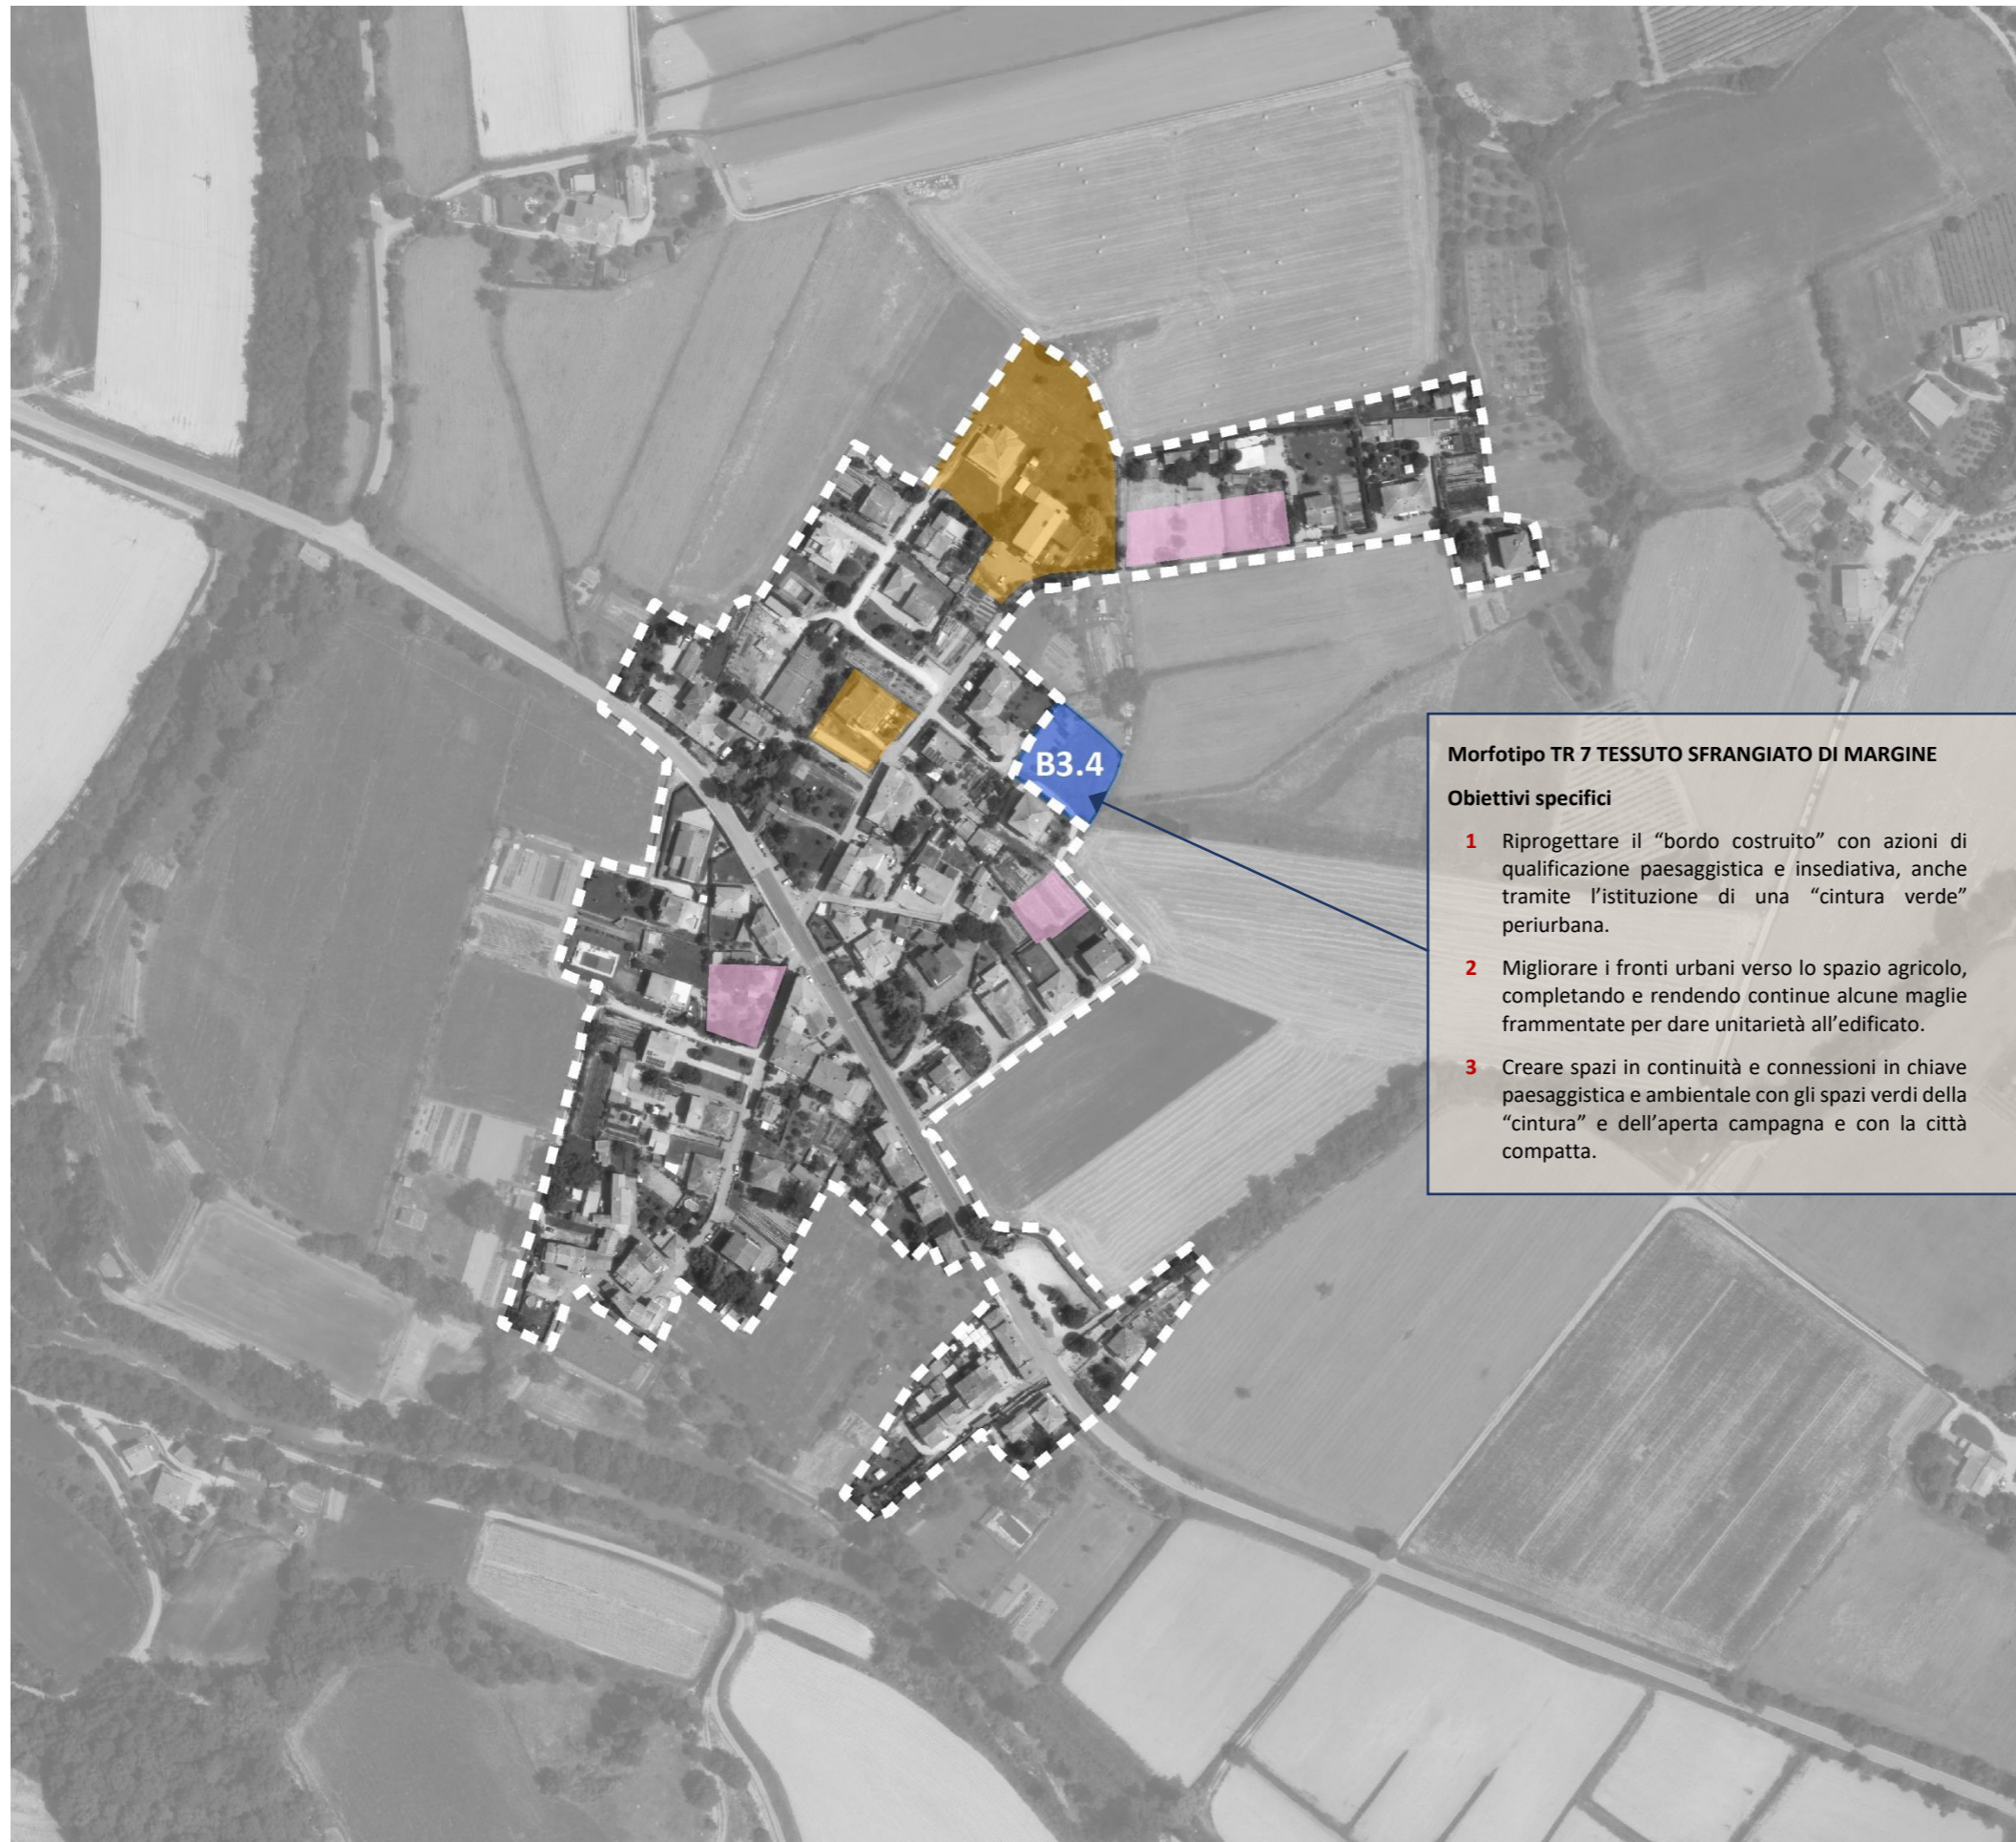 B3.4
Morfotipo TR 7 TESSUTO SFRANGIATO DI MARGINE
Obiettivi specifici
1 Riprogettare il “bordo costruito” con azioni di
qualificazione paesaggistica e insediativa, anche
tramite l’istituzione di una “cintura verde”
periurbana.
2 Migliorare i fronti urbani verso lo spazio agricolo,
completando e rendendo continue alcune maglie
frammentate per dare unitarietà all’edificato.
3 Creare spazi in continuità e connessioni in chiave
paesaggistica e ambientale con gli spazi verdi della
“cintura” e dell’aperta campagna e con la città
compatta.